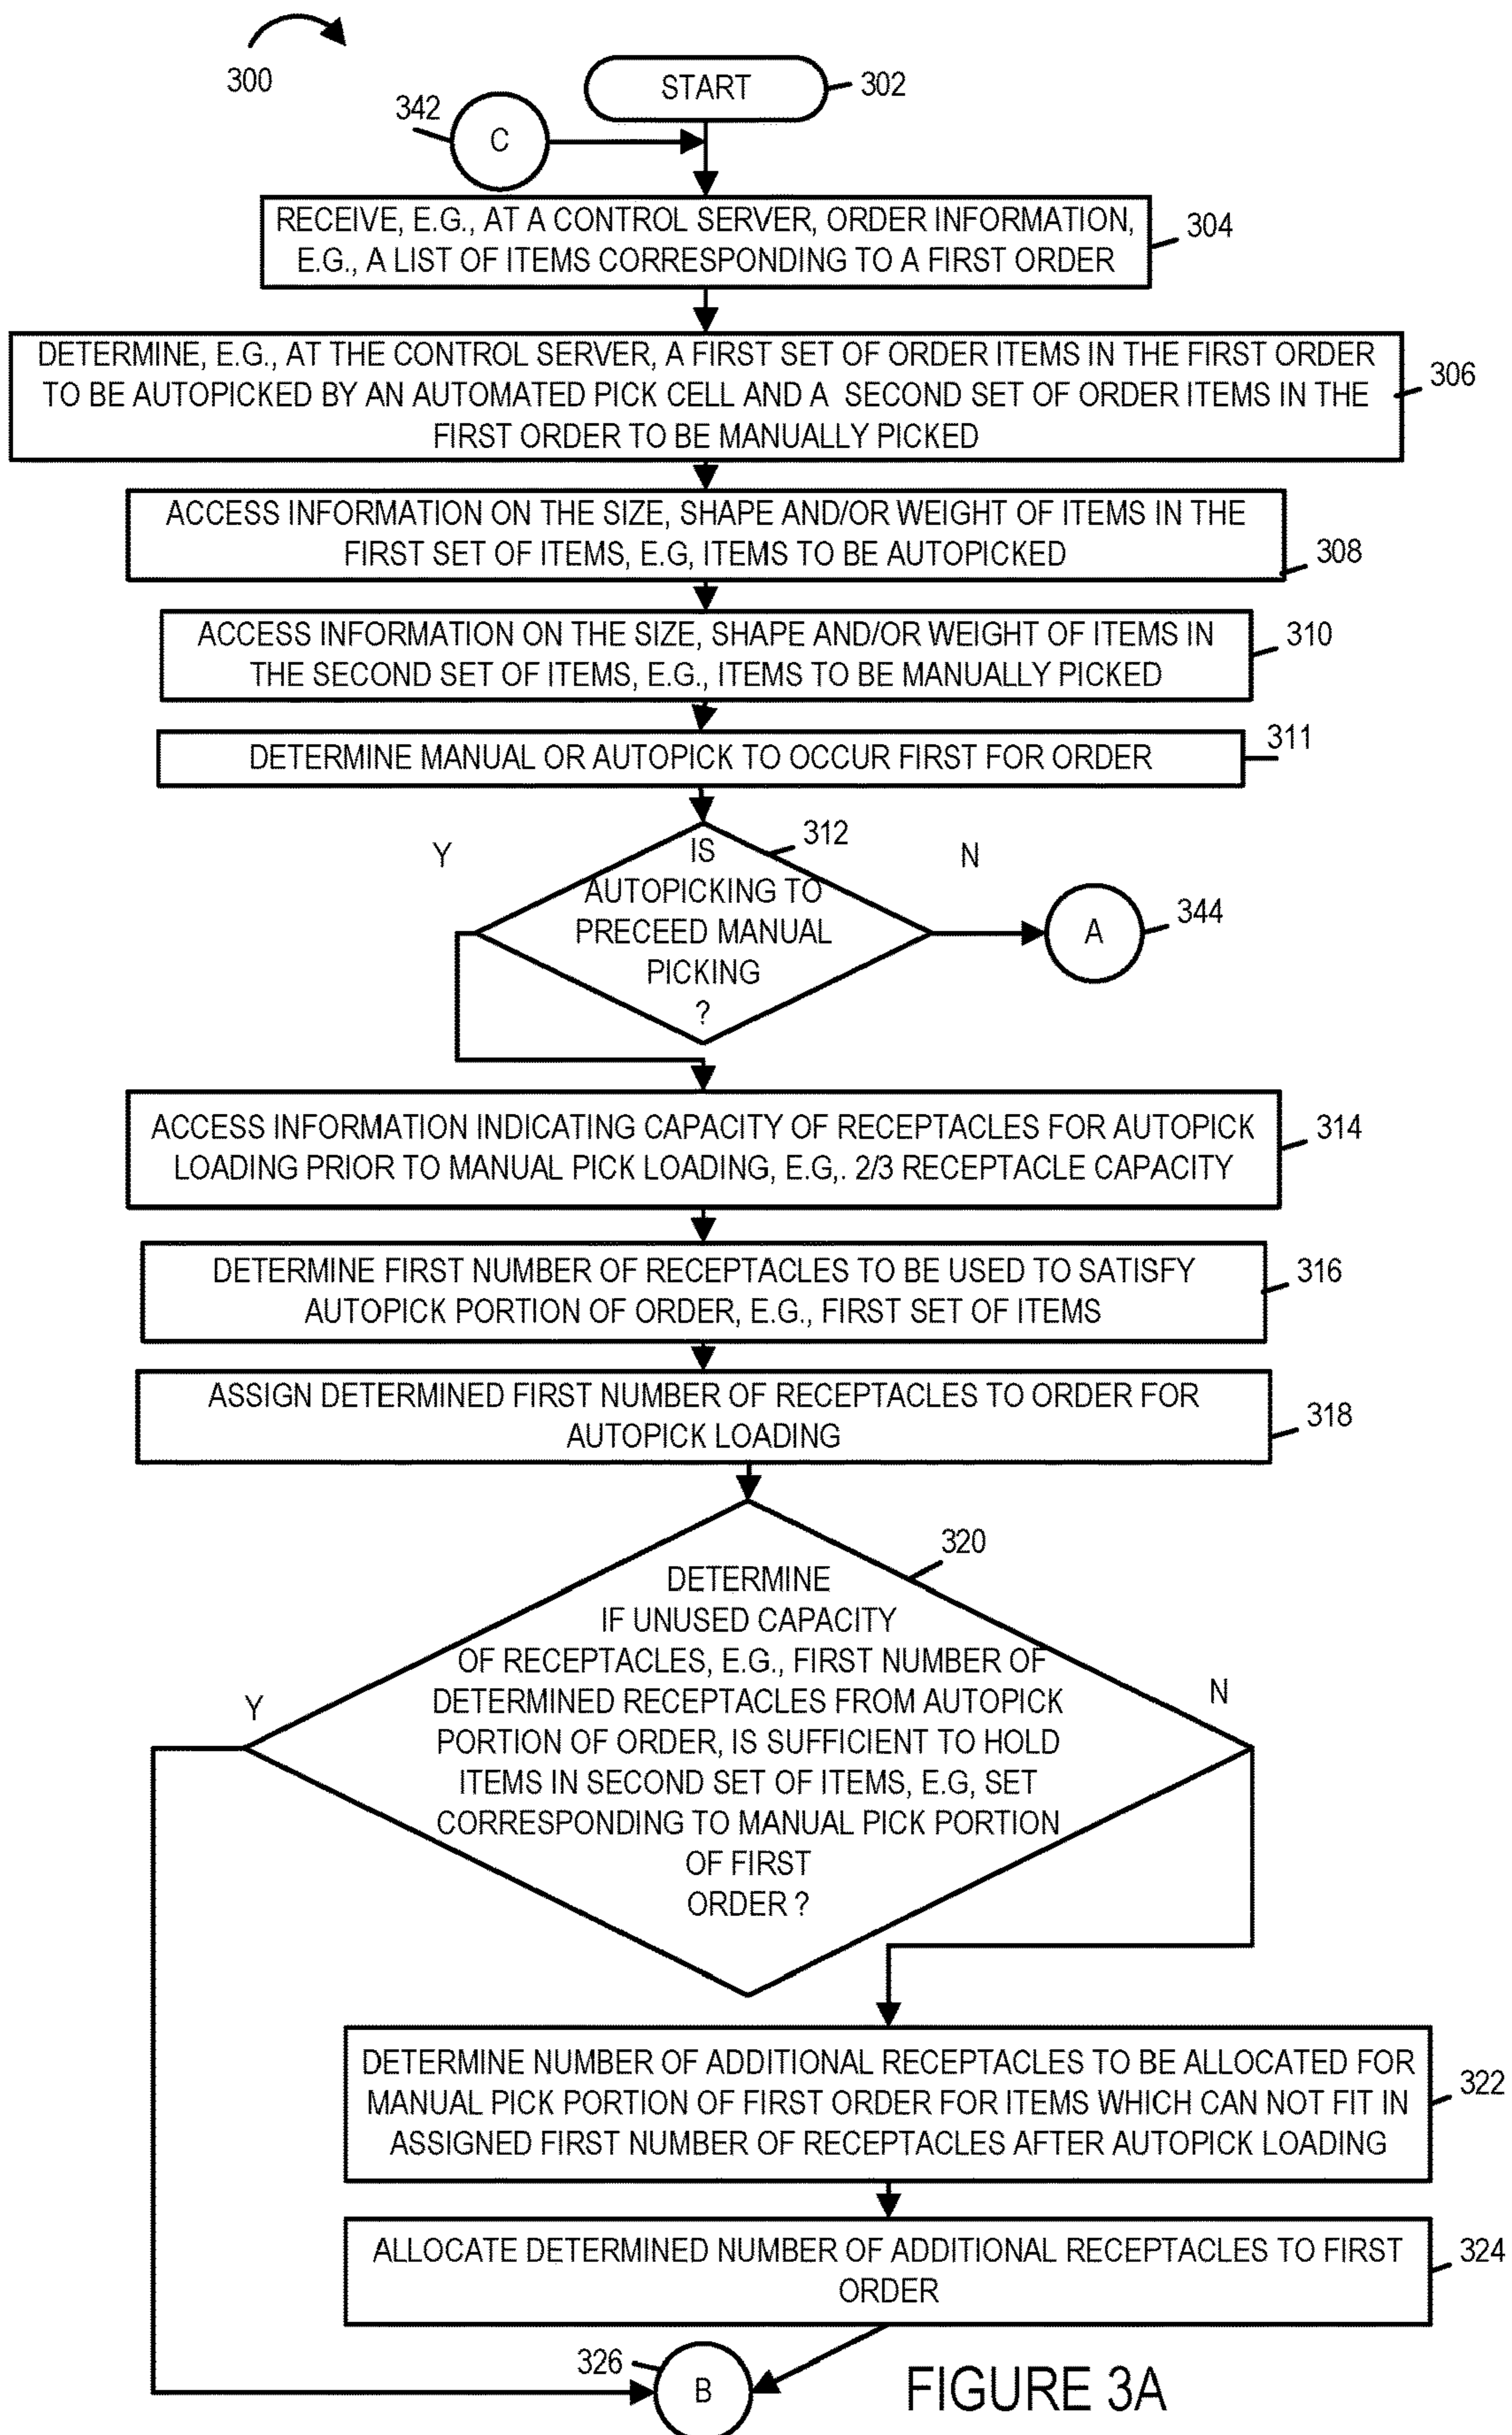 300
START
302
342
C
RECEIVE, E.G., AT A CONTROL SERVER, ORDER INFORMATION,
E.G., A LIST OF ITEMS CORRESPONDING TO A FIRST ORDER
304
DETERMINE, E.G., AT THE CONTROL SERVER, A FIRST SET OF ORDER ITEMS IN THE FIRST ORDER
TO BE AUTOPICKED BY AN AUTOMATED PICK CELL AND A SECOND SET OF ORDER ITEMS IN THE
FIRST ORDER TO BE MANUALLY PICKED
306
ACCESS INFORMATION ON THE SIZE, SHAPE AND/OR WEIGHT OF ITEMS IN THE
FIRST SET OF ITEMS, E.G, ITEMS TO BE AUTOPICKED
308
ACCESS INFORMATION ON THE SIZE, SHAPE AND/OR WEIGHT OF ITEMS IN
THE SECOND SET OF ITEMS, E.G., ITEMS TO BE MANUALLY PICKED
310
DETERMINE MANUAL OR AUTOPICK TO OCCUR FIRST FOR ORDER
311
312
Y
IS
AUTOPICKING TO
PRECEED MANUAL
PICKING
?
N
A
344
ACCESS INFORMATION INDICATING CAPACITY OF RECEPTACLES FOR AUTOPICK
LOADING PRIOR TO MANUAL PICK LOADING, E.G,. 2/3 RECEPTACLE CAPACITY
314
DETERMINE FIRST NUMBER OF RECEPTACLES TO BE USED TO SATISFY
AUTOPICK PORTION OF ORDER, E.G., FIRST SET OF ITEMS
316
ASSIGN DETERMINED FIRST NUMBER OF RECEPTACLES TO ORDER FOR
AUTOPICK LOADING
318
320
DETERMINE
IF UNUSED CAPACITY
OF RECEPTACLES, E.G., FIRST NUMBER OF
DETERMINED RECEPTACLES FROM AUTOPICK
PORTION OF ORDER, IS SUFFICIENT TO HOLD
ITEMS IN SECOND SET OF ITEMS, E.G, SET
CORRESPONDING TO MANUAL PICK PORTION
OF FIRST
ORDER ?
Y
N
DETERMINE NUMBER OF ADDITIONAL RECEPTACLES TO BE ALLOCATED FOR
MANUAL PICK PORTION OF FIRST ORDER FOR ITEMS WHICH CAN NOT FIT IN
ASSIGNED FIRST NUMBER OF RECEPTACLES AFTER AUTOPICK LOADING
322
ALLOCATE DETERMINED NUMBER OF ADDITIONAL RECEPTACLES TO FIRST
ORDER
324
326
B
FIGURE 3A